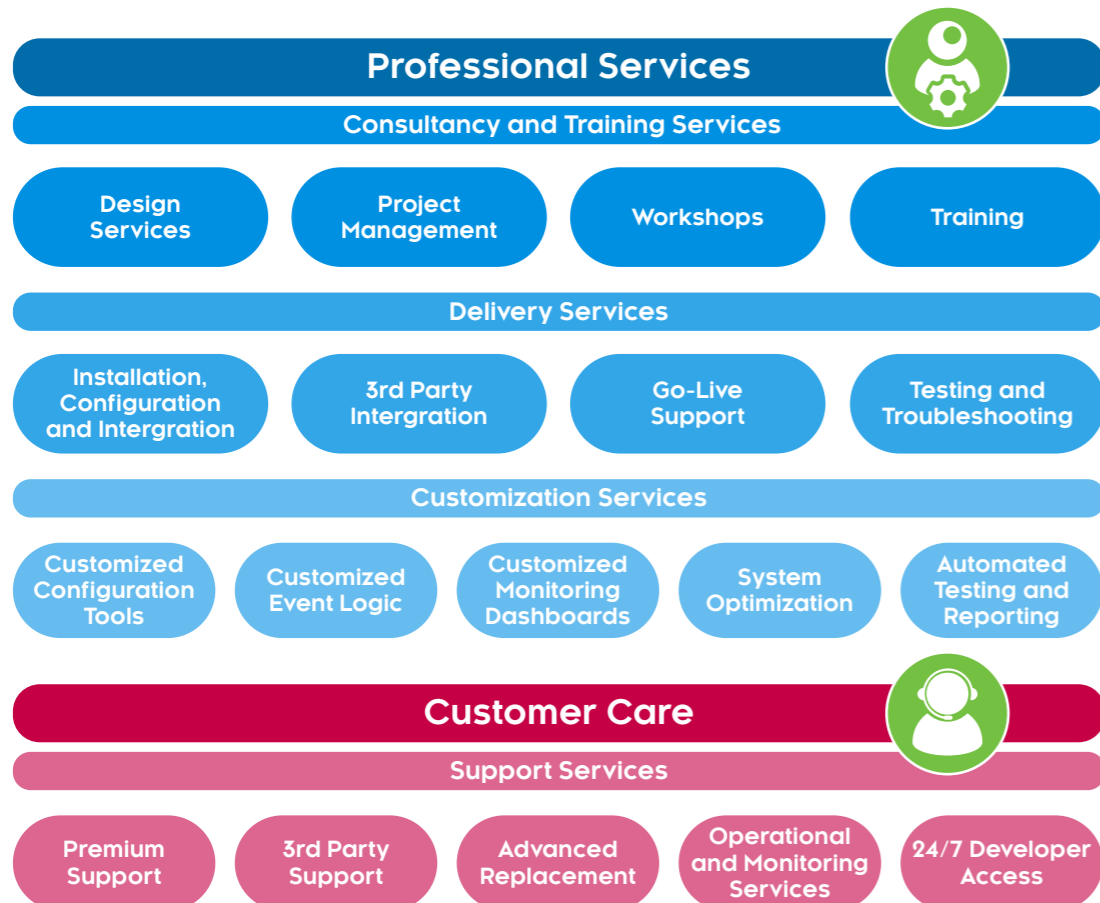 Professional Services
Consultancy and Training Services
Design
Services
Project
Management
Workshops
Training
Delivery Services
Installation,
Configuration
and Intergration
3rd Party
Intergration
Go-Live
Support
Testing and
Troubleshooting
Customization Services
Customized
Configuration
Tools
Customized
Event Logic
Customized
Monitoring
Dashboards
System
Optimization
Automated
Testing and
Reporting
Customer Care
Support Services
Premium
Support
3rd Party
Support
Advanced
Replacement
Operational
and Monitoring
Services
24/7 Developer
Access